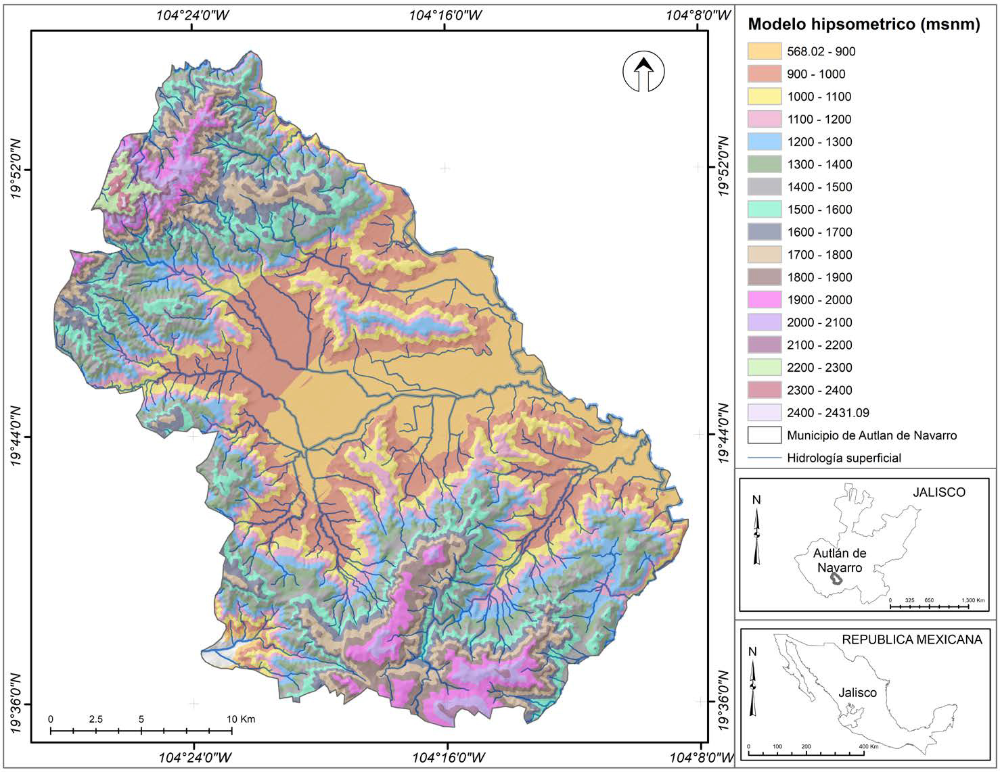 104°24'0"W 104°16'0"W 104°8'0"W
19°52'0"N 19°52'0"N
19°44'0"N 19°44'0"N
19°36'0"N 19°36'0"N
0 2.5 5 10 Km
104°24'0"W 104°16'0"W 104°8'0"W
Modelo hipsometrico (msnm)
568.02 - 900
900 - 1000
1000 - 1100
1100 - 1200
1200 - 1300
1300 - 1400
1400 - 1500
1500 - 1600
1600 - 1700
1700 - 1800
1800 - 1900
1900 - 2000
2000 - 2100
2100 - 2200
2200 - 2300
2300 - 2400
2400 - 2431.09
Municipio de Autlan de Navarro
Hidrología superficial
JALISCO
N
Autlán de
Navarro
0 325 650 1,300 Km
REPUBLICA MEXICANA
N
Jalisco
0 100 200 400 Km